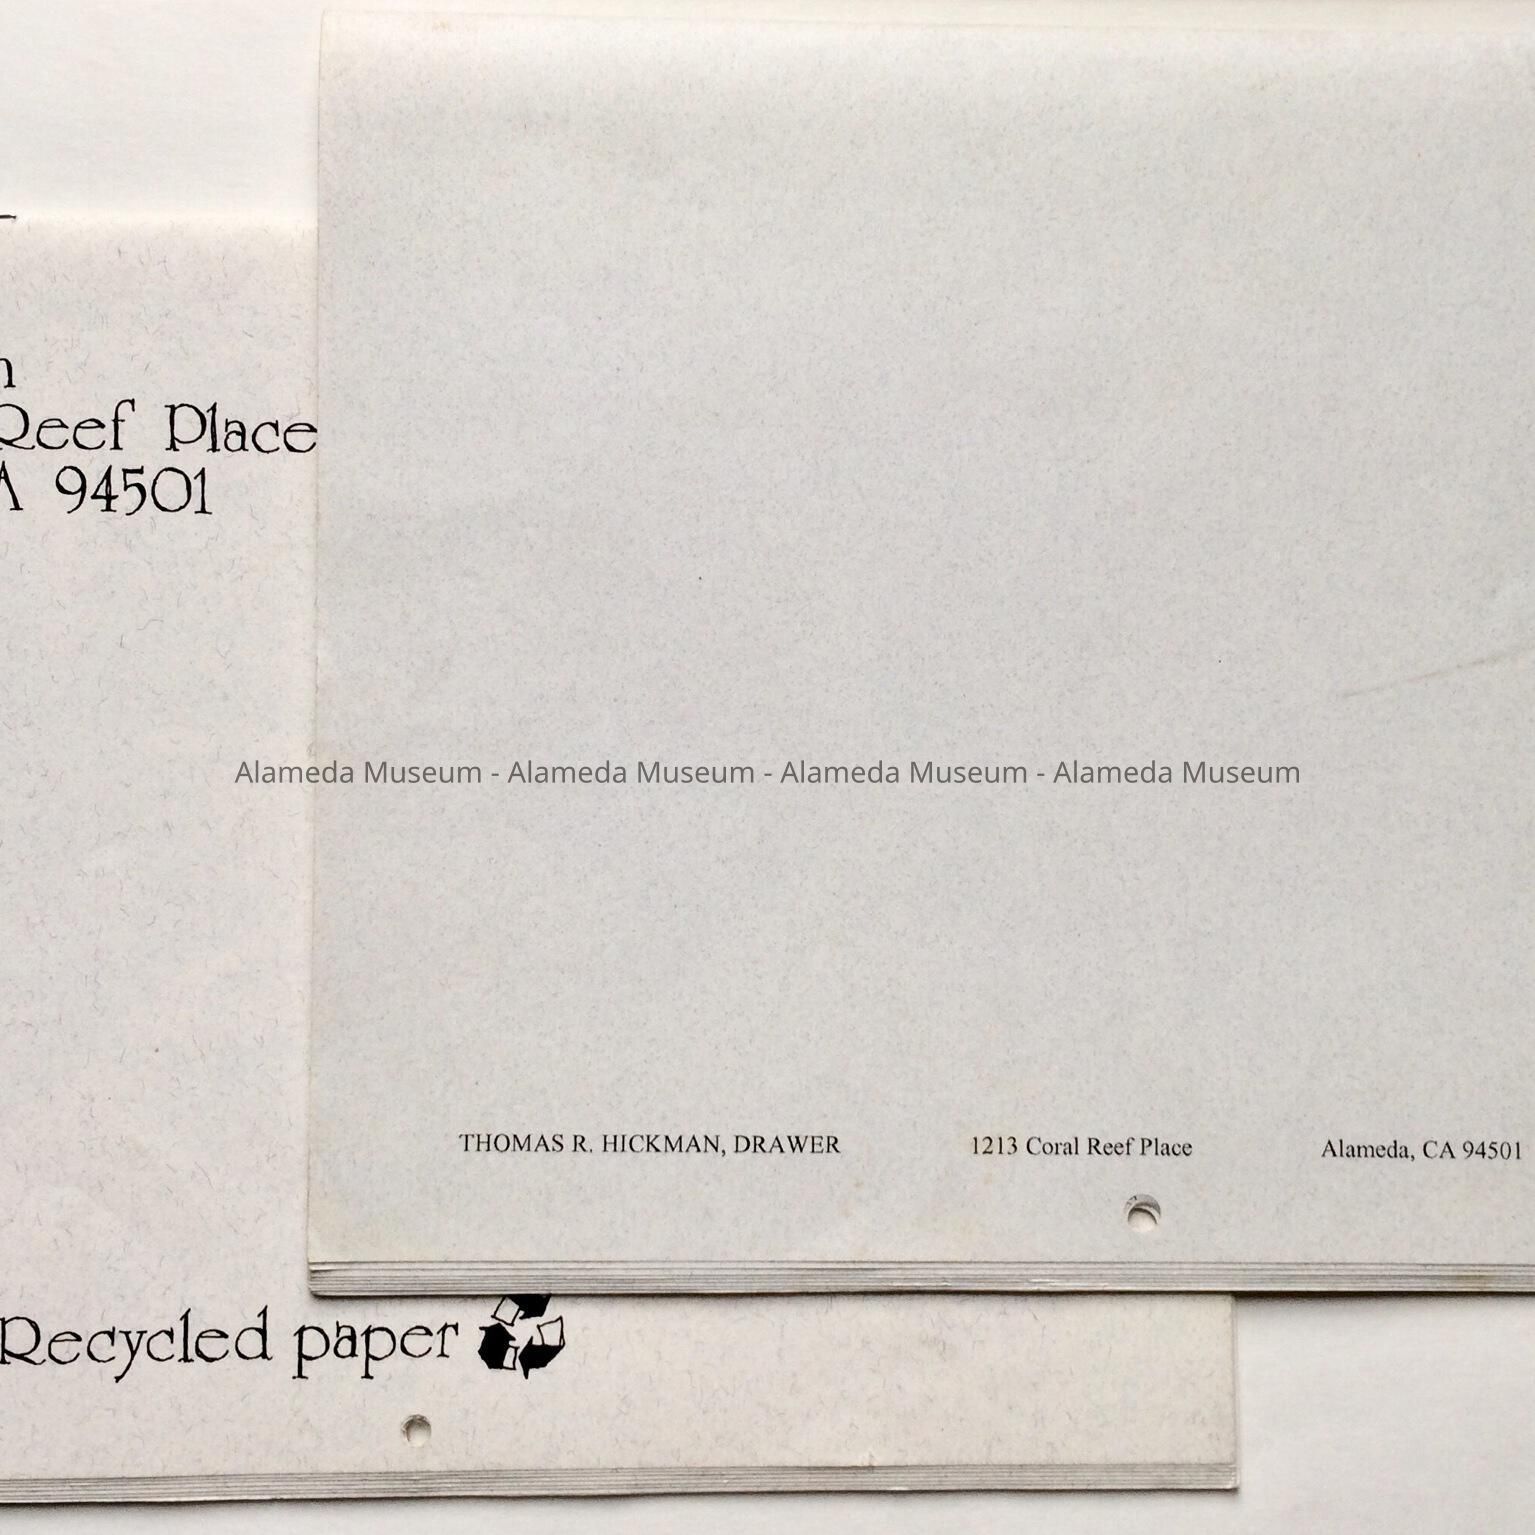 Reef Place
94501
Alameda Museum - Alameda Museum - Alameda Museum - Alameda Museum
THOMAS R. HICKMAN, DRAWER 1213 Coral Reef Place Alameda, CA 94501
Recycled paper